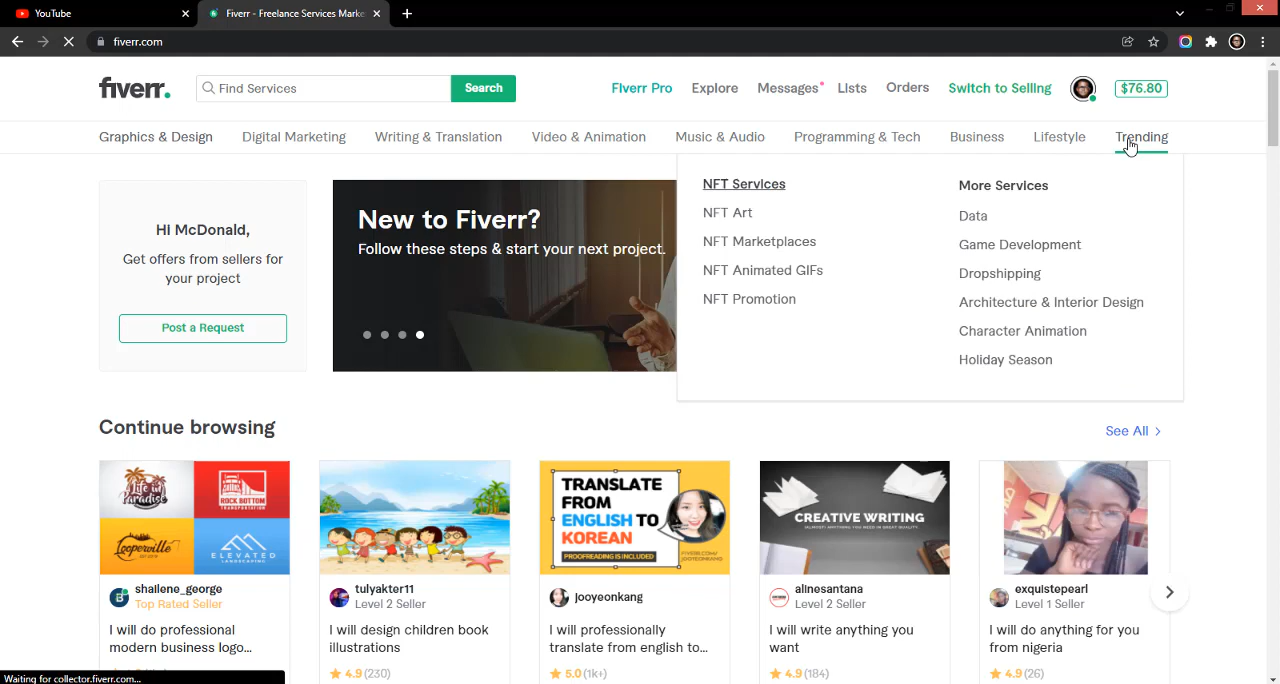 YouTube
Fiverr - Freelance Services Marke
fiverr.com
fiverr.
Find Services
Search
Fiverr Pro
Explore
Messages
Lists
Orders
Switch to Selling
$76.80
Graphics & Design
Digital Marketing
Writing & Translation
Video & Animation
Music & Audio
Programming & Tech
Business
Lifestyle
Trending
NFT Services
NFT Art
NFT Marketplaces
NFT Animated GIFs
NFT Promotion
More Services
Data
Game Development
Dropshipping
Architecture & Interior Design
Character Animation
Holiday Season
Hi McDonald,
Get offers from sellers for
your project
Post a Request
New to Fiverr?
Follow these steps & start your next project.
Continue browsing
See All
Life in
Paradise
ROCK BOTTOM
TRANSPORTATION
Looperville
ELEVATED
LANDSCAPING
shailene_george
Top Rated Seller
I will do professional
modern business logo...
tulyakter11
Level 2 Seller
I will design children book
illustrations
4.9 (230)
TRANSLATE
FROM
ENGLISH TO
KOREAN
PROOFREADING IS INCLUDED
jooyeonkang
I will professionally
translate from english to...
5.0 (1k+)
CREATIVE WRITING
alinesantana
Level 2 Seller
I will write anything you
want
4.9 (184)
exquistepearl
Level 1 Seller
I will do anything for you
from nigeria
4.9 (26)
Waiting for collector.fiverr.com...